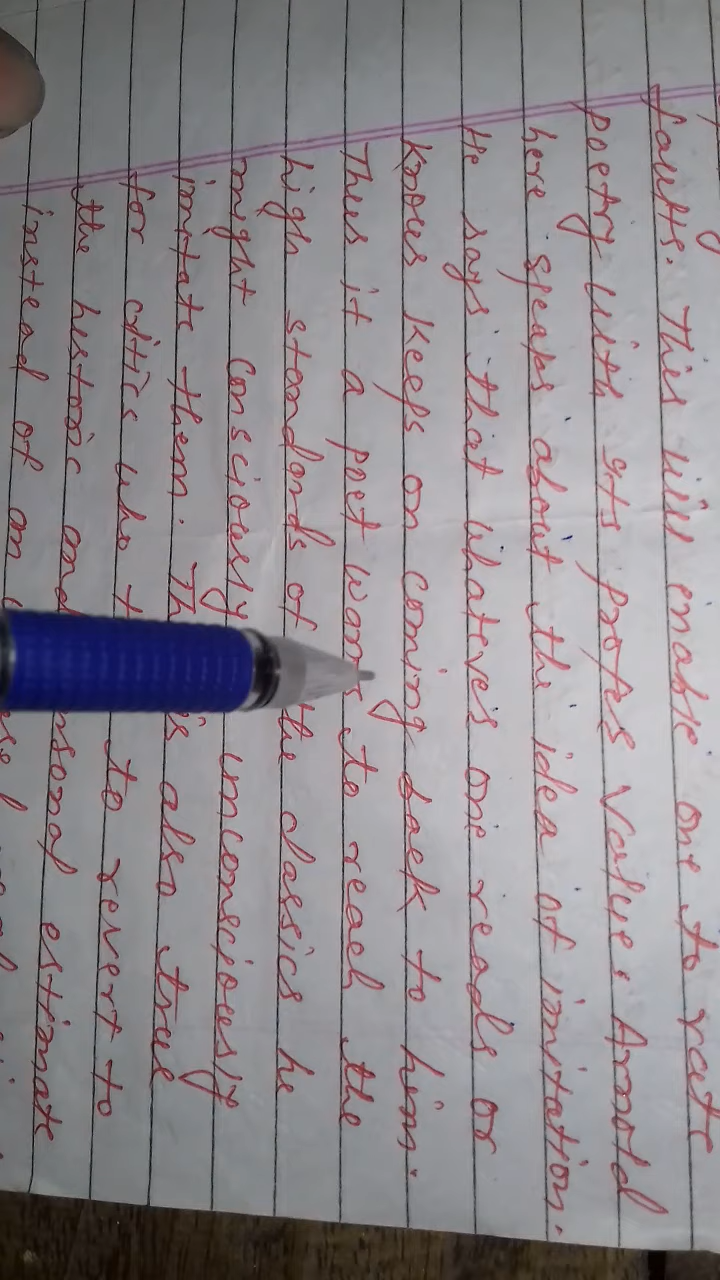 faults. This will enable one to rate
poetry with its proper value. Arnold
here speaks about the idea of imitation.
He says that whatever one reads or
knows keeps on coming back to him.
Thus if a poet wants to reach the
high standards of the classics he
might consciously unconsciously
imitate them. is also true
for critics who to revert to
the historic and estimate
instead of an